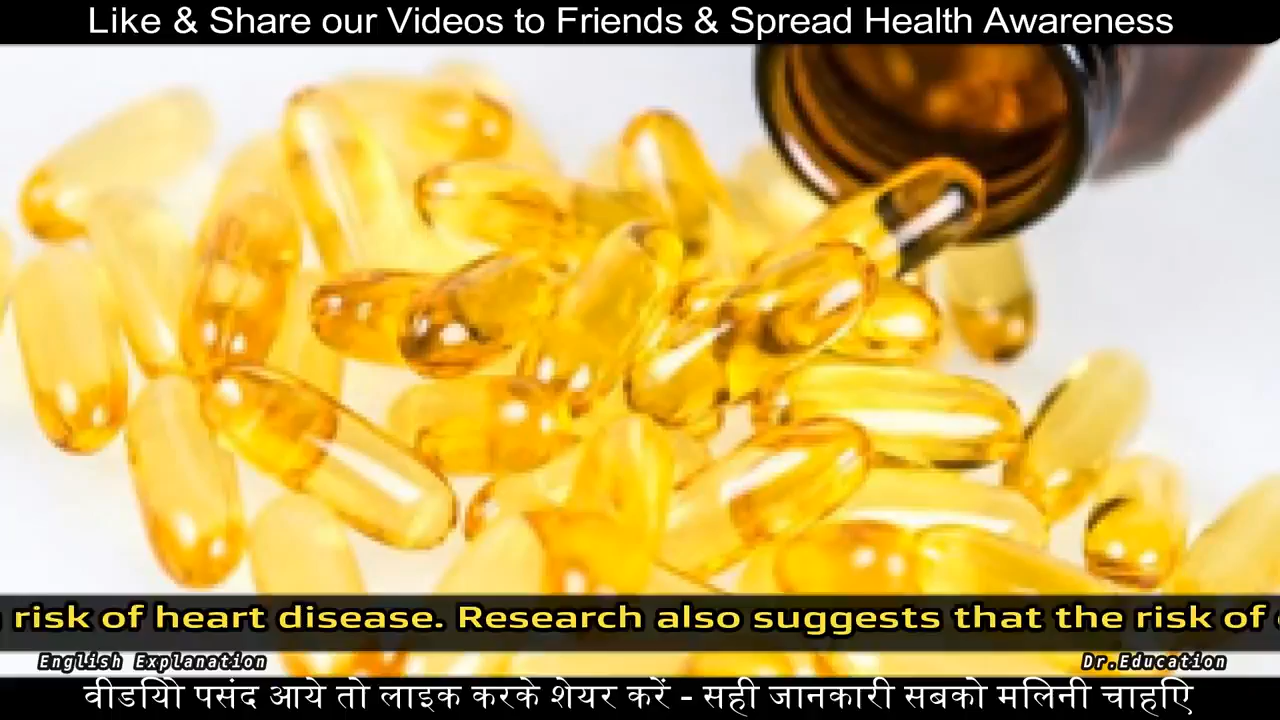 Like & Share our Videos to Friends & Spread Health Awareness
risk of heart disease. Research also suggests that the risk of
English Explanation
Dr.Education
वीडियो पसंद आये तो लाइक करके शेयर करें - सही जानकारी सबको मिलनी चाहिए